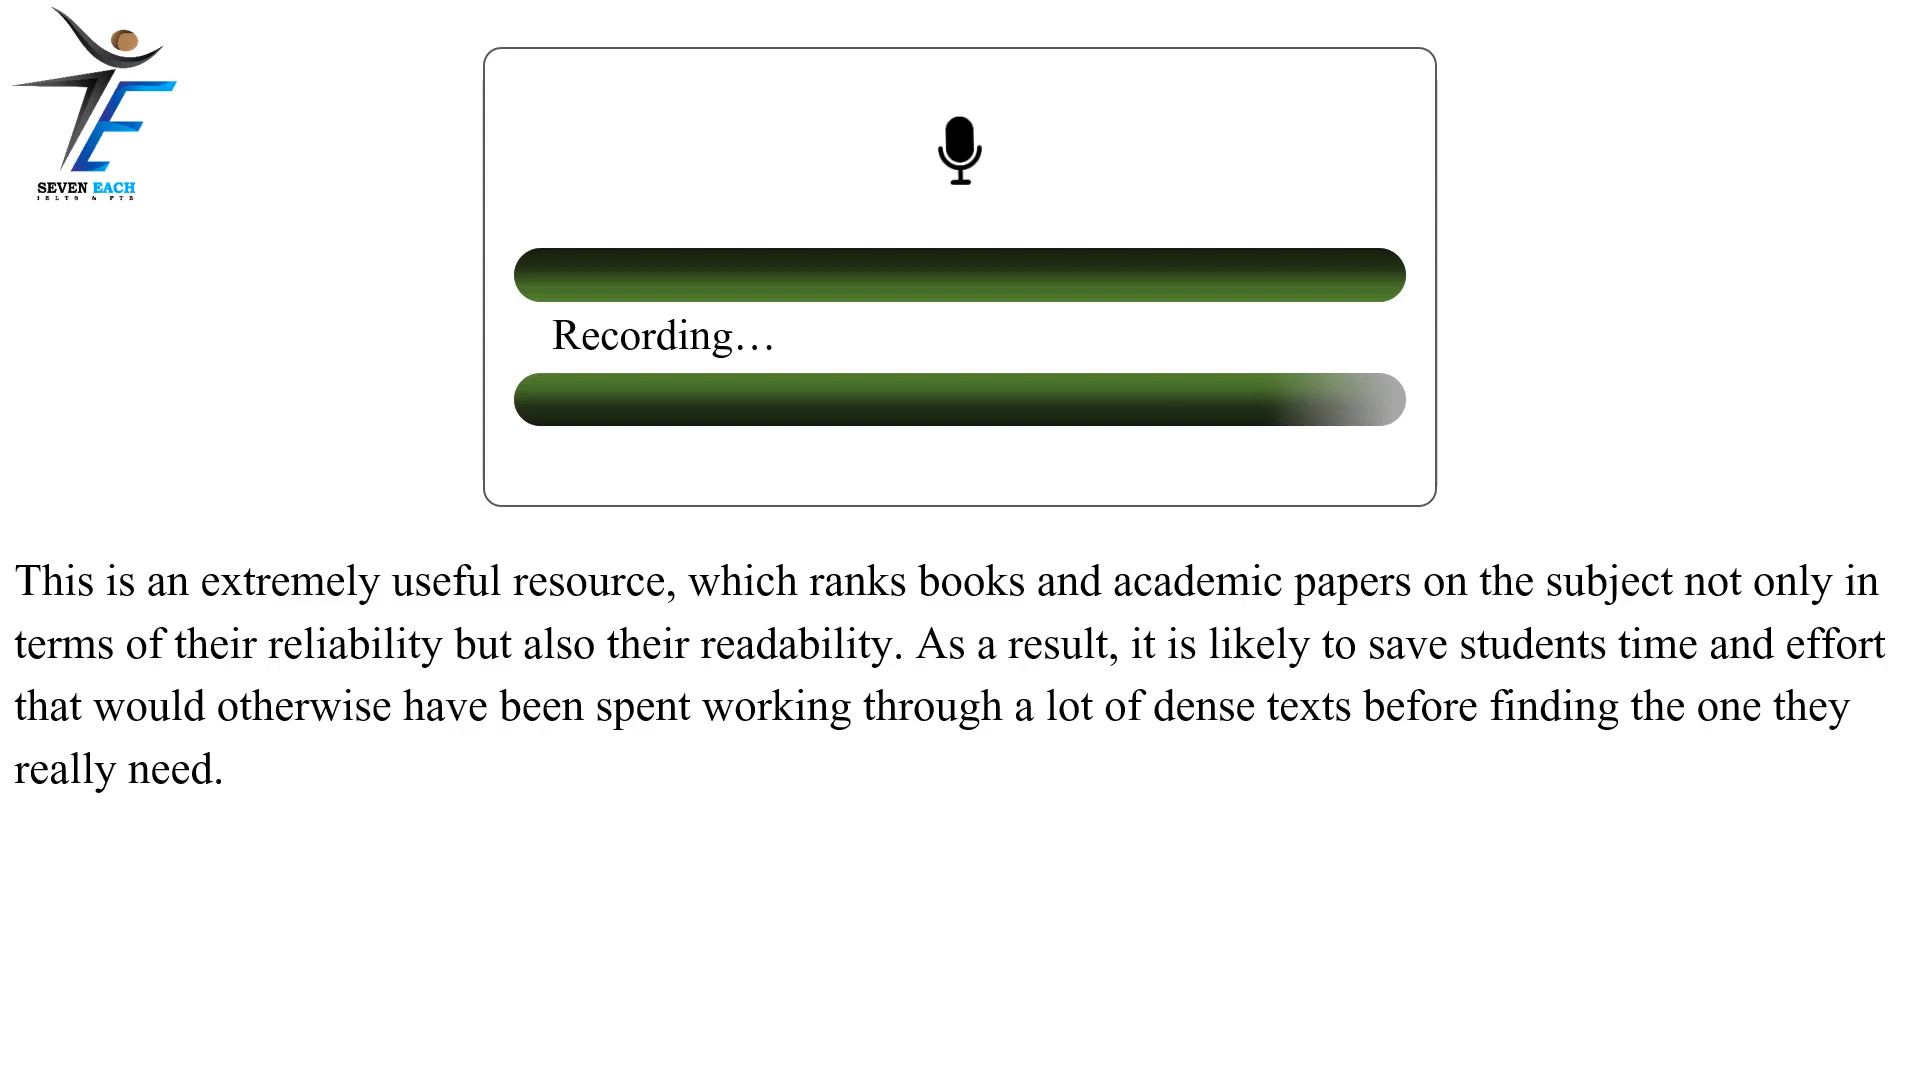 SEVEN EACH
IELTS & PTE
Recording…
This is an extremely useful resource, which ranks books and academic papers on the subject not only in
terms of their reliability but also their readability. As a result, it is likely to save students time and effort
that would otherwise have been spent working through a lot of dense texts before finding the one they
really need.